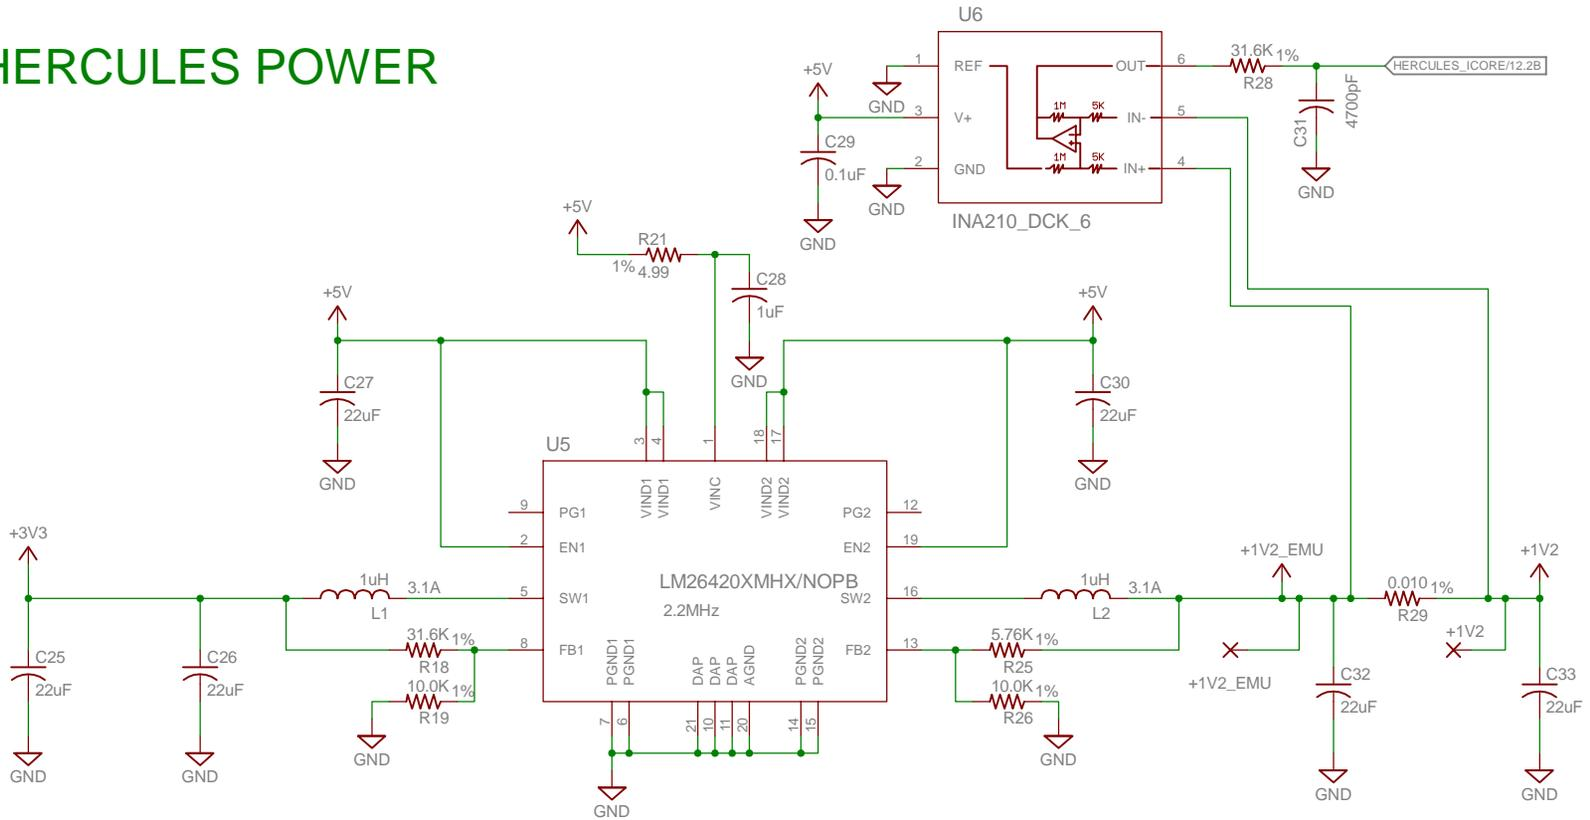 HERCULES POWER
U6
1
REF
OUT
6
31.6K 1%
R28
HERCULES_ICORE/12.2B
C31
4700pF
GND
+5V
GND
3
V+
1M
5K
IN-
5
C29
0.1uF
2
GND
1M
5K
IN+
4
GND
GND
INA210_DCK_6
+5V
R21
1% 4.99
C28
1uF
GND
+5V
C27
22uF
GND
+5V
C30
22uF
GND
U5
3
4
1
18
17
VIND1
VIND1
VINC
VIND2
VIND2
9
PG1
PG2
12
2
EN1
EN2
19
LM26420XMHX/NOPB
2.2MHz
5
SW1
SW2
16
8
FB1
FB2
13
PGND1
PGND1
DAP
DAP
DAP
AGND
PGND2
PGND2
7
6
21
10
11
20
14
15
GND
+3V3
1uH
3.1A
L1
31.6K 1%
R18
10.0K 1%
R19
GND
C25
22uF
GND
C26
22uF
GND
1uH
3.1A
L2
5.76K 1%
R25
10.0K 1%
R26
GND
+1V2_EMU
+1V2_EMU
0.010 1%
R29
+1V2
+1V2
C32
22uF
GND
C33
22uF
GND